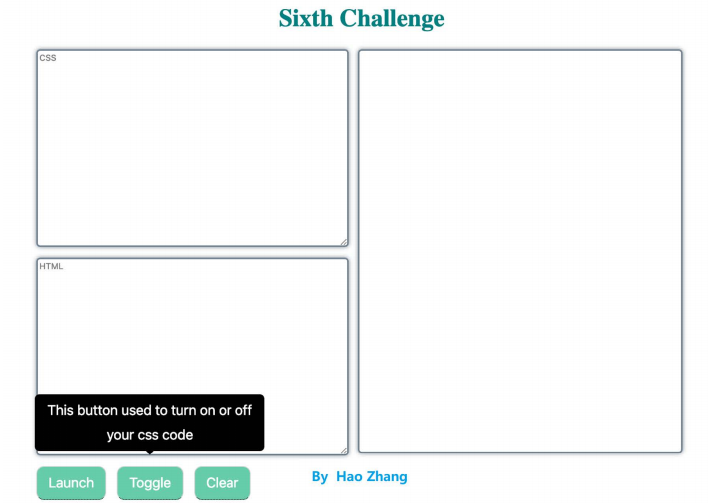 Sixth Challenge
CSS
HTML
This button used to turn on or off
your css code
Launch
Toggle
Clear
By Hao Zhang